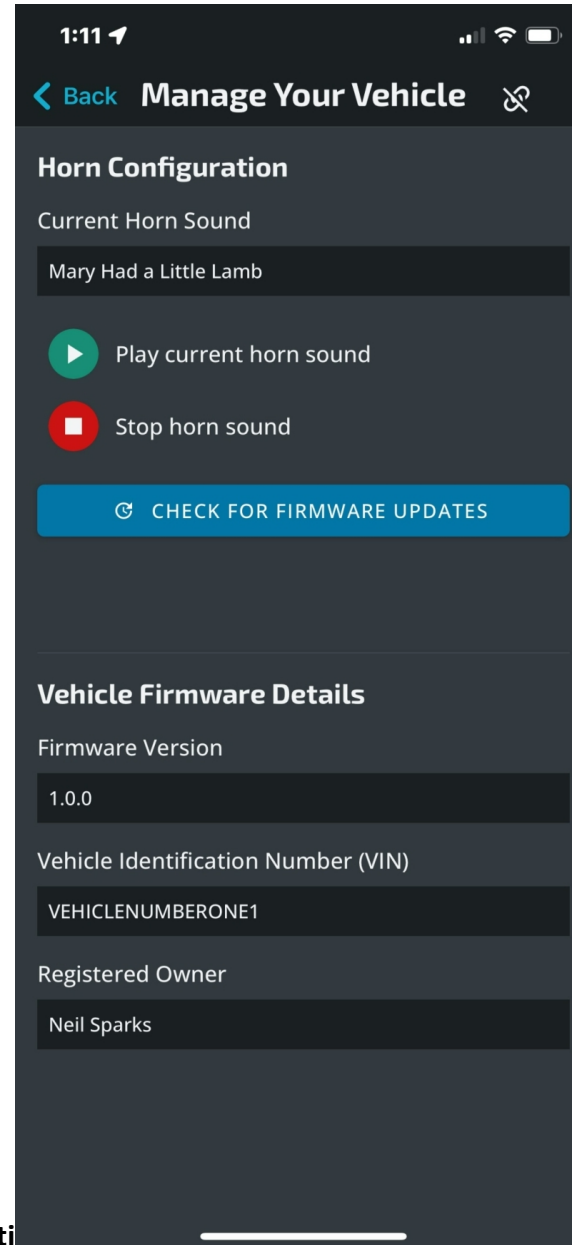 1:11
Back Manage Your Vehicle
Horn Configuration
Current Horn Sound
Mary Had a Little Lamb
Play current horn sound
Stop horn sound
CHECK FOR FIRMWARE UPDATES
Vehicle Firmware Details
Firmware Version
1.0.0
Vehicle Identification Number (VIN)
VEHICLENUMBERONE1
Registered Owner
Neil Sparks
ti